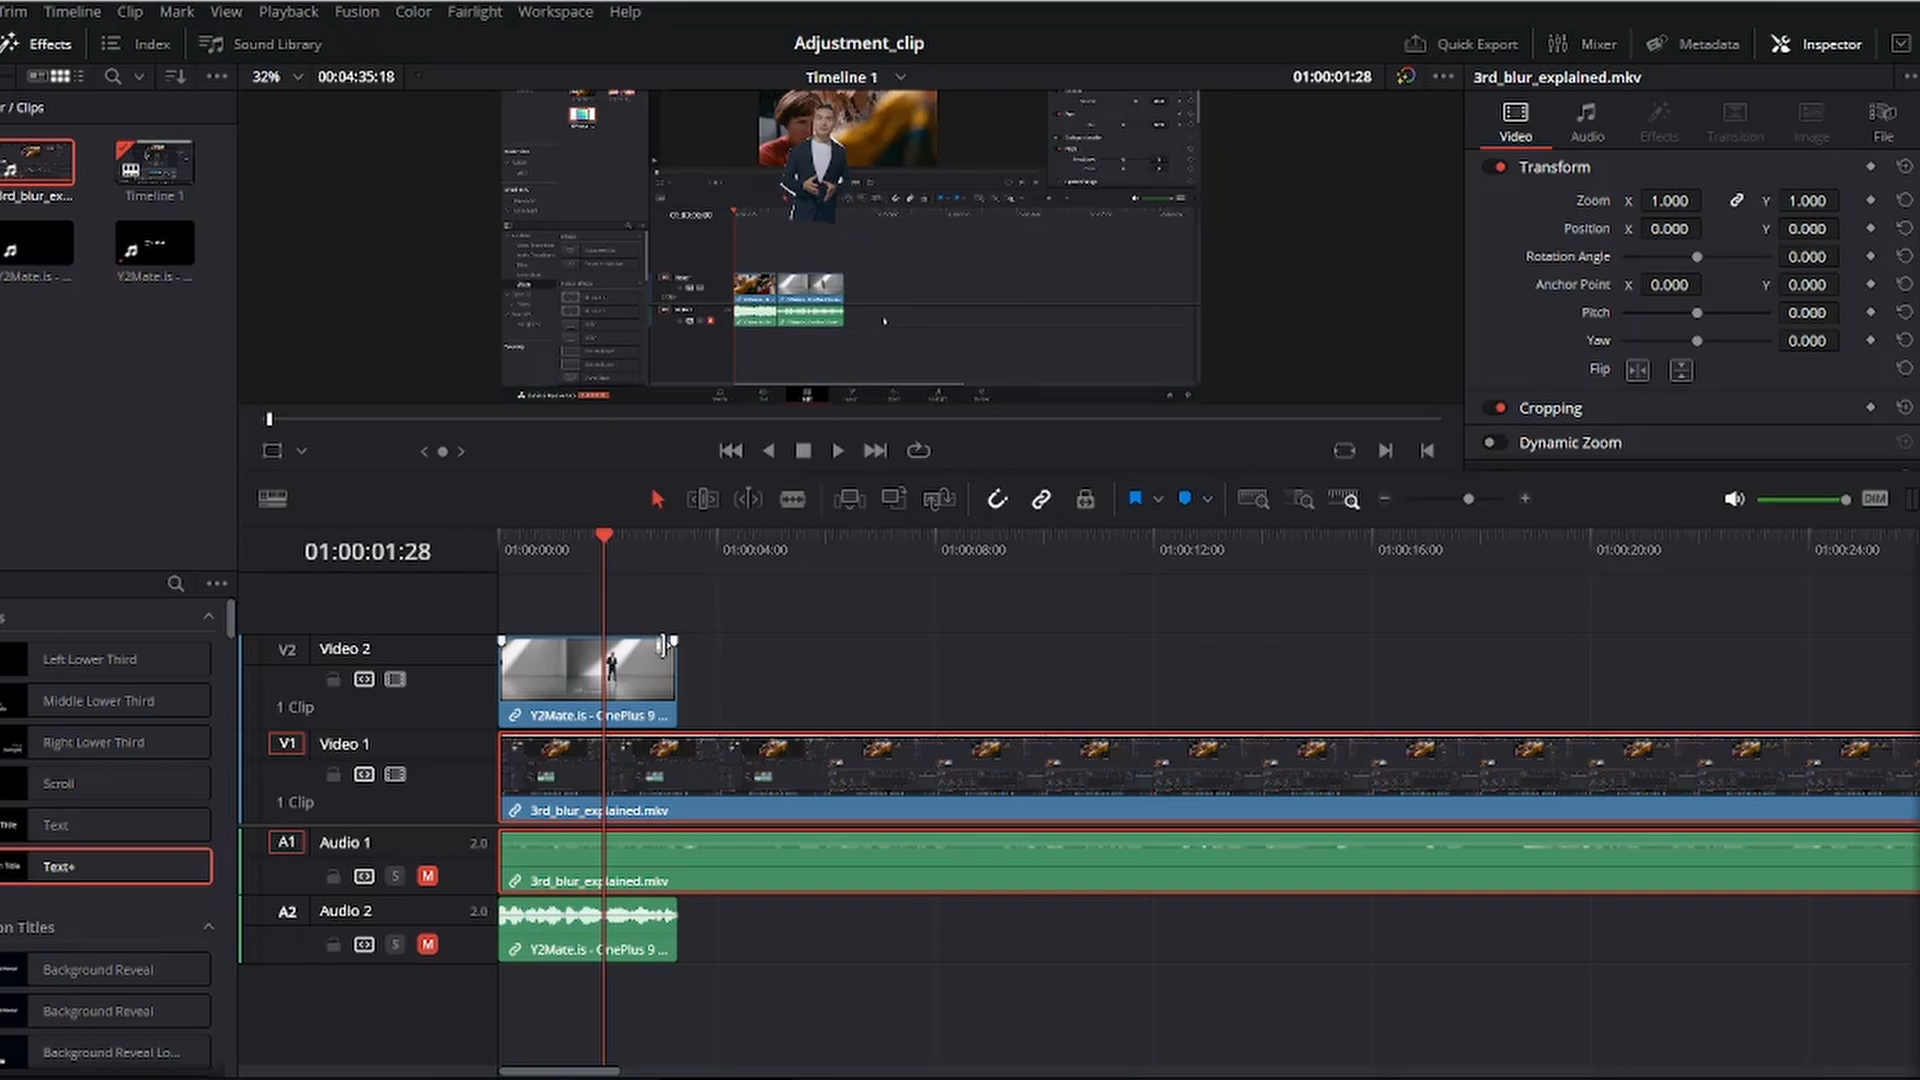 Trim Timeline Clip Mark View Playback Fusion Color Fairlight Workspace Help
Effects Index Sound Library Adjustment_clip Quick Export Mixer Metadata Inspector
32% 00:04:35:18 Timeline 1 01:00:01:28 3rd_blur_explained.mkv
r / Clips
3rd_blur_ex... Timeline 1
Y2Mate.is - ... Y2Mate.is - ...
Video Audio Effects Transition Image File
Transform
Zoom X 1.000 Y 1.000
Position X 0.000 Y 0.000
Rotation Angle 0.000
Anchor Point X 0.000 Y 0.000
Pitch 0.000
Yaw 0.000
Flip
Cropping
Dynamic Zoom
DIM
01:00:01:28
01:00:00:00 01:00:04:00 01:00:08:00 01:00:12:00 01:00:16:00 01:00:20:00 01:00:24:00
s
Left Lower Third
Middle Lower Third
Right Lower Third
Scroll
Text
Text+
on Titles
Background Reveal
Background Reveal
Background Reveal Lo...
V2 Video 2
1 Clip
Y2Mate.is - OnePlus 9 ...
V1 Video 1
1 Clip
3rd_blur_explained.mkv
A1 Audio 1 2.0
S M
3rd_blur_explained.mkv
A2 Audio 2 2.0
S M
Y2Mate.is - OnePlus 9 ...